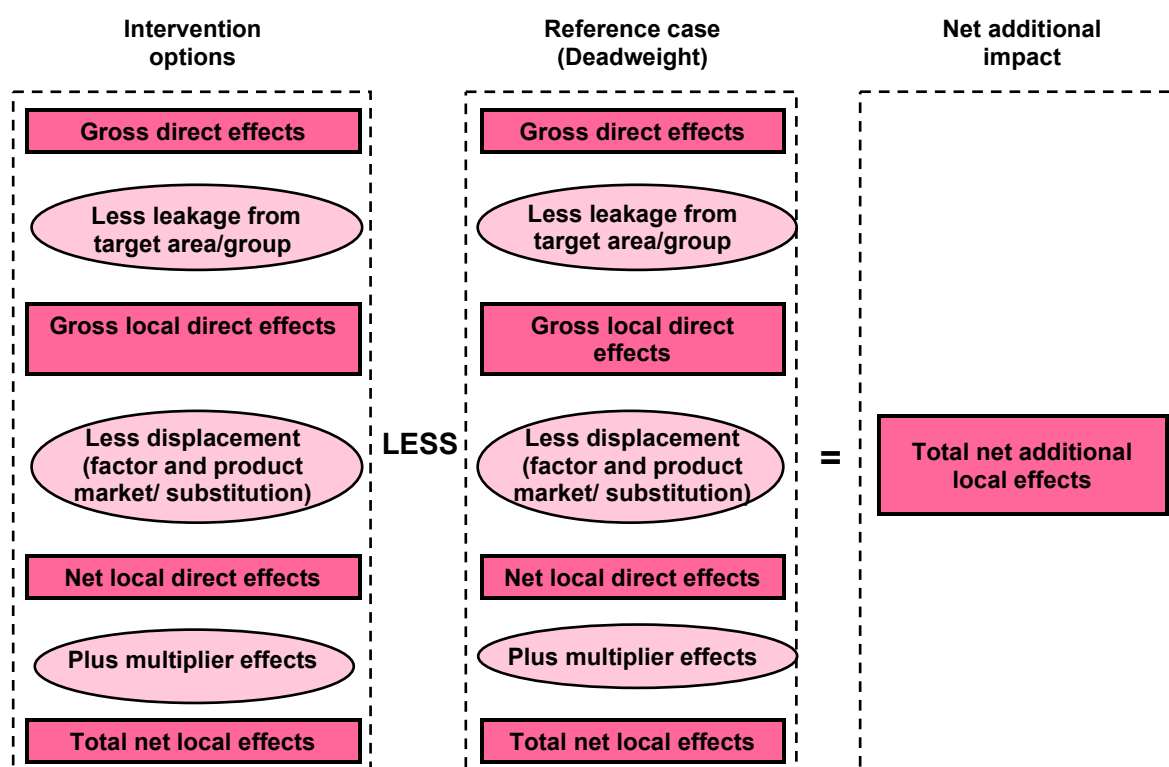 Intervention
options
Reference case
(Deadweight)
Net additional
impact
Gross direct effects
Less leakage from
target area/group
Gross local direct effects
Less displacement
(factor and product
market/ substitution)
Net local direct effects
Plus multiplier effects
Total net local effects
LESS
Gross direct effects
Less leakage from
target area/group
Gross local direct
effects
Less displacement
(factor and product
market/ substitution)
Net local direct effects
Plus multiplier effects
Total net local effects
=
Total net additional
local effects